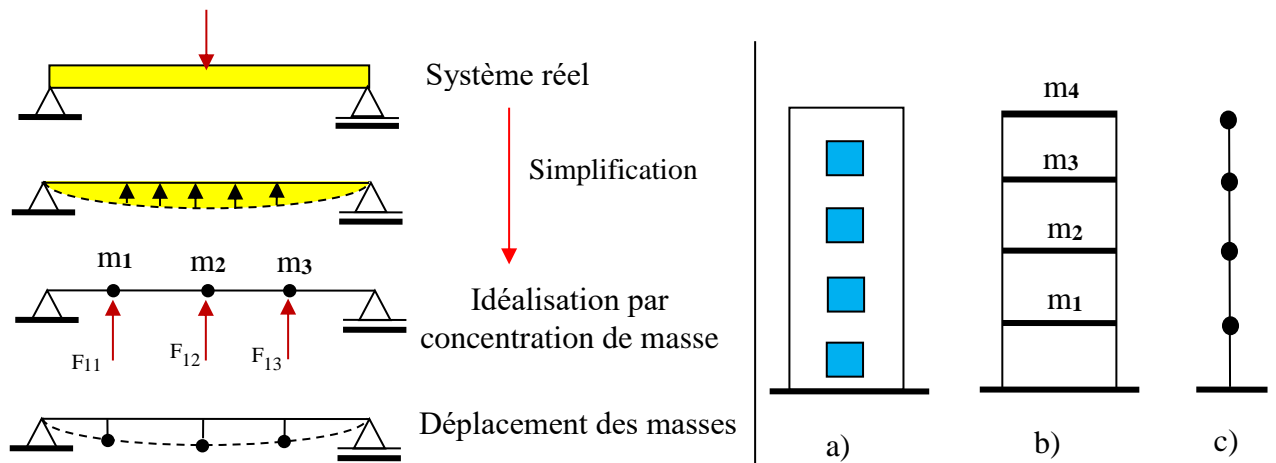 Système réel
Simplification
m1 m2 m3
F11 F12 F13
Idéalisation par
concentration de masse
Déplacement des masses
m4
m3
m2
m1
a) b) c)